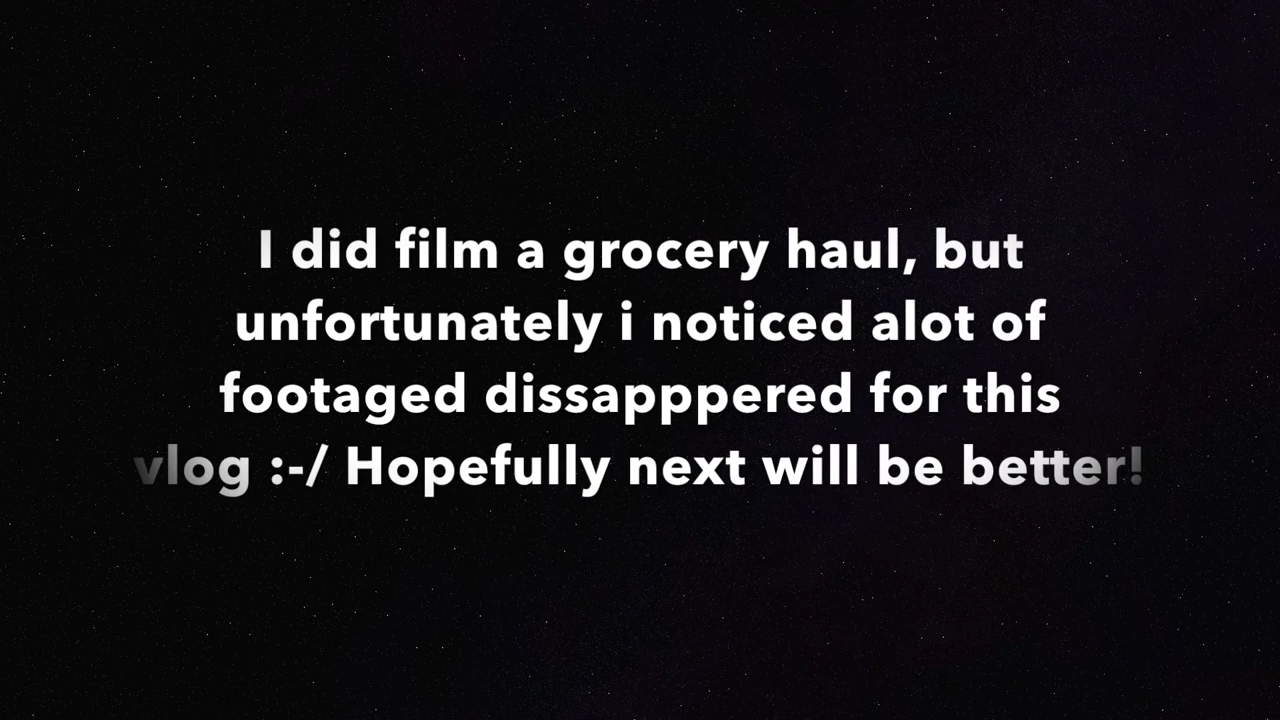 I did film a grocery haul, but
unfortunately i noticed alot of
footaged dissapppered for this
vlog :-/ Hopefully next will be better!